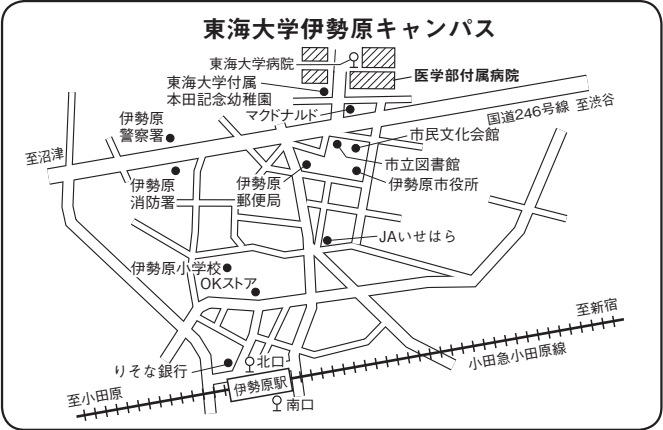 東海大学伊勢原キャンパス
東海大学病院
医学部付属病院
東海大学付属
本田記念幼稚園
マクドナルド
国道246号線 至渋谷
伊勢原
警察署
市民文化会館
至沼津
市立図書館
伊勢原
消防署
伊勢原
郵便局
伊勢原市役所
JAいせはら
伊勢原小学校
OKストア
至新宿
小田急小田原線
りそな銀行
北口
伊勢原駅
至小田原
南口